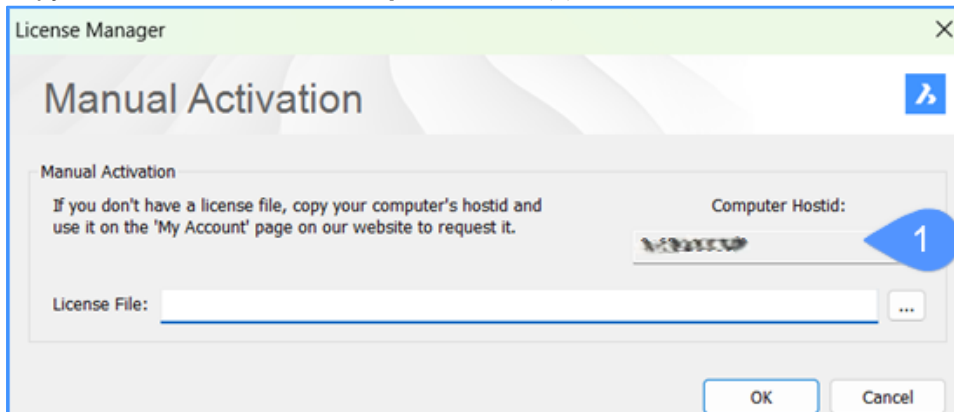 License Manager
Manual Activation
Manual Activation
If you don't have a license file, copy your computer's hostid and
use it on the 'My Account' page on our website to request it.
Computer Hostid:
1
License File:
...
OK Cancel